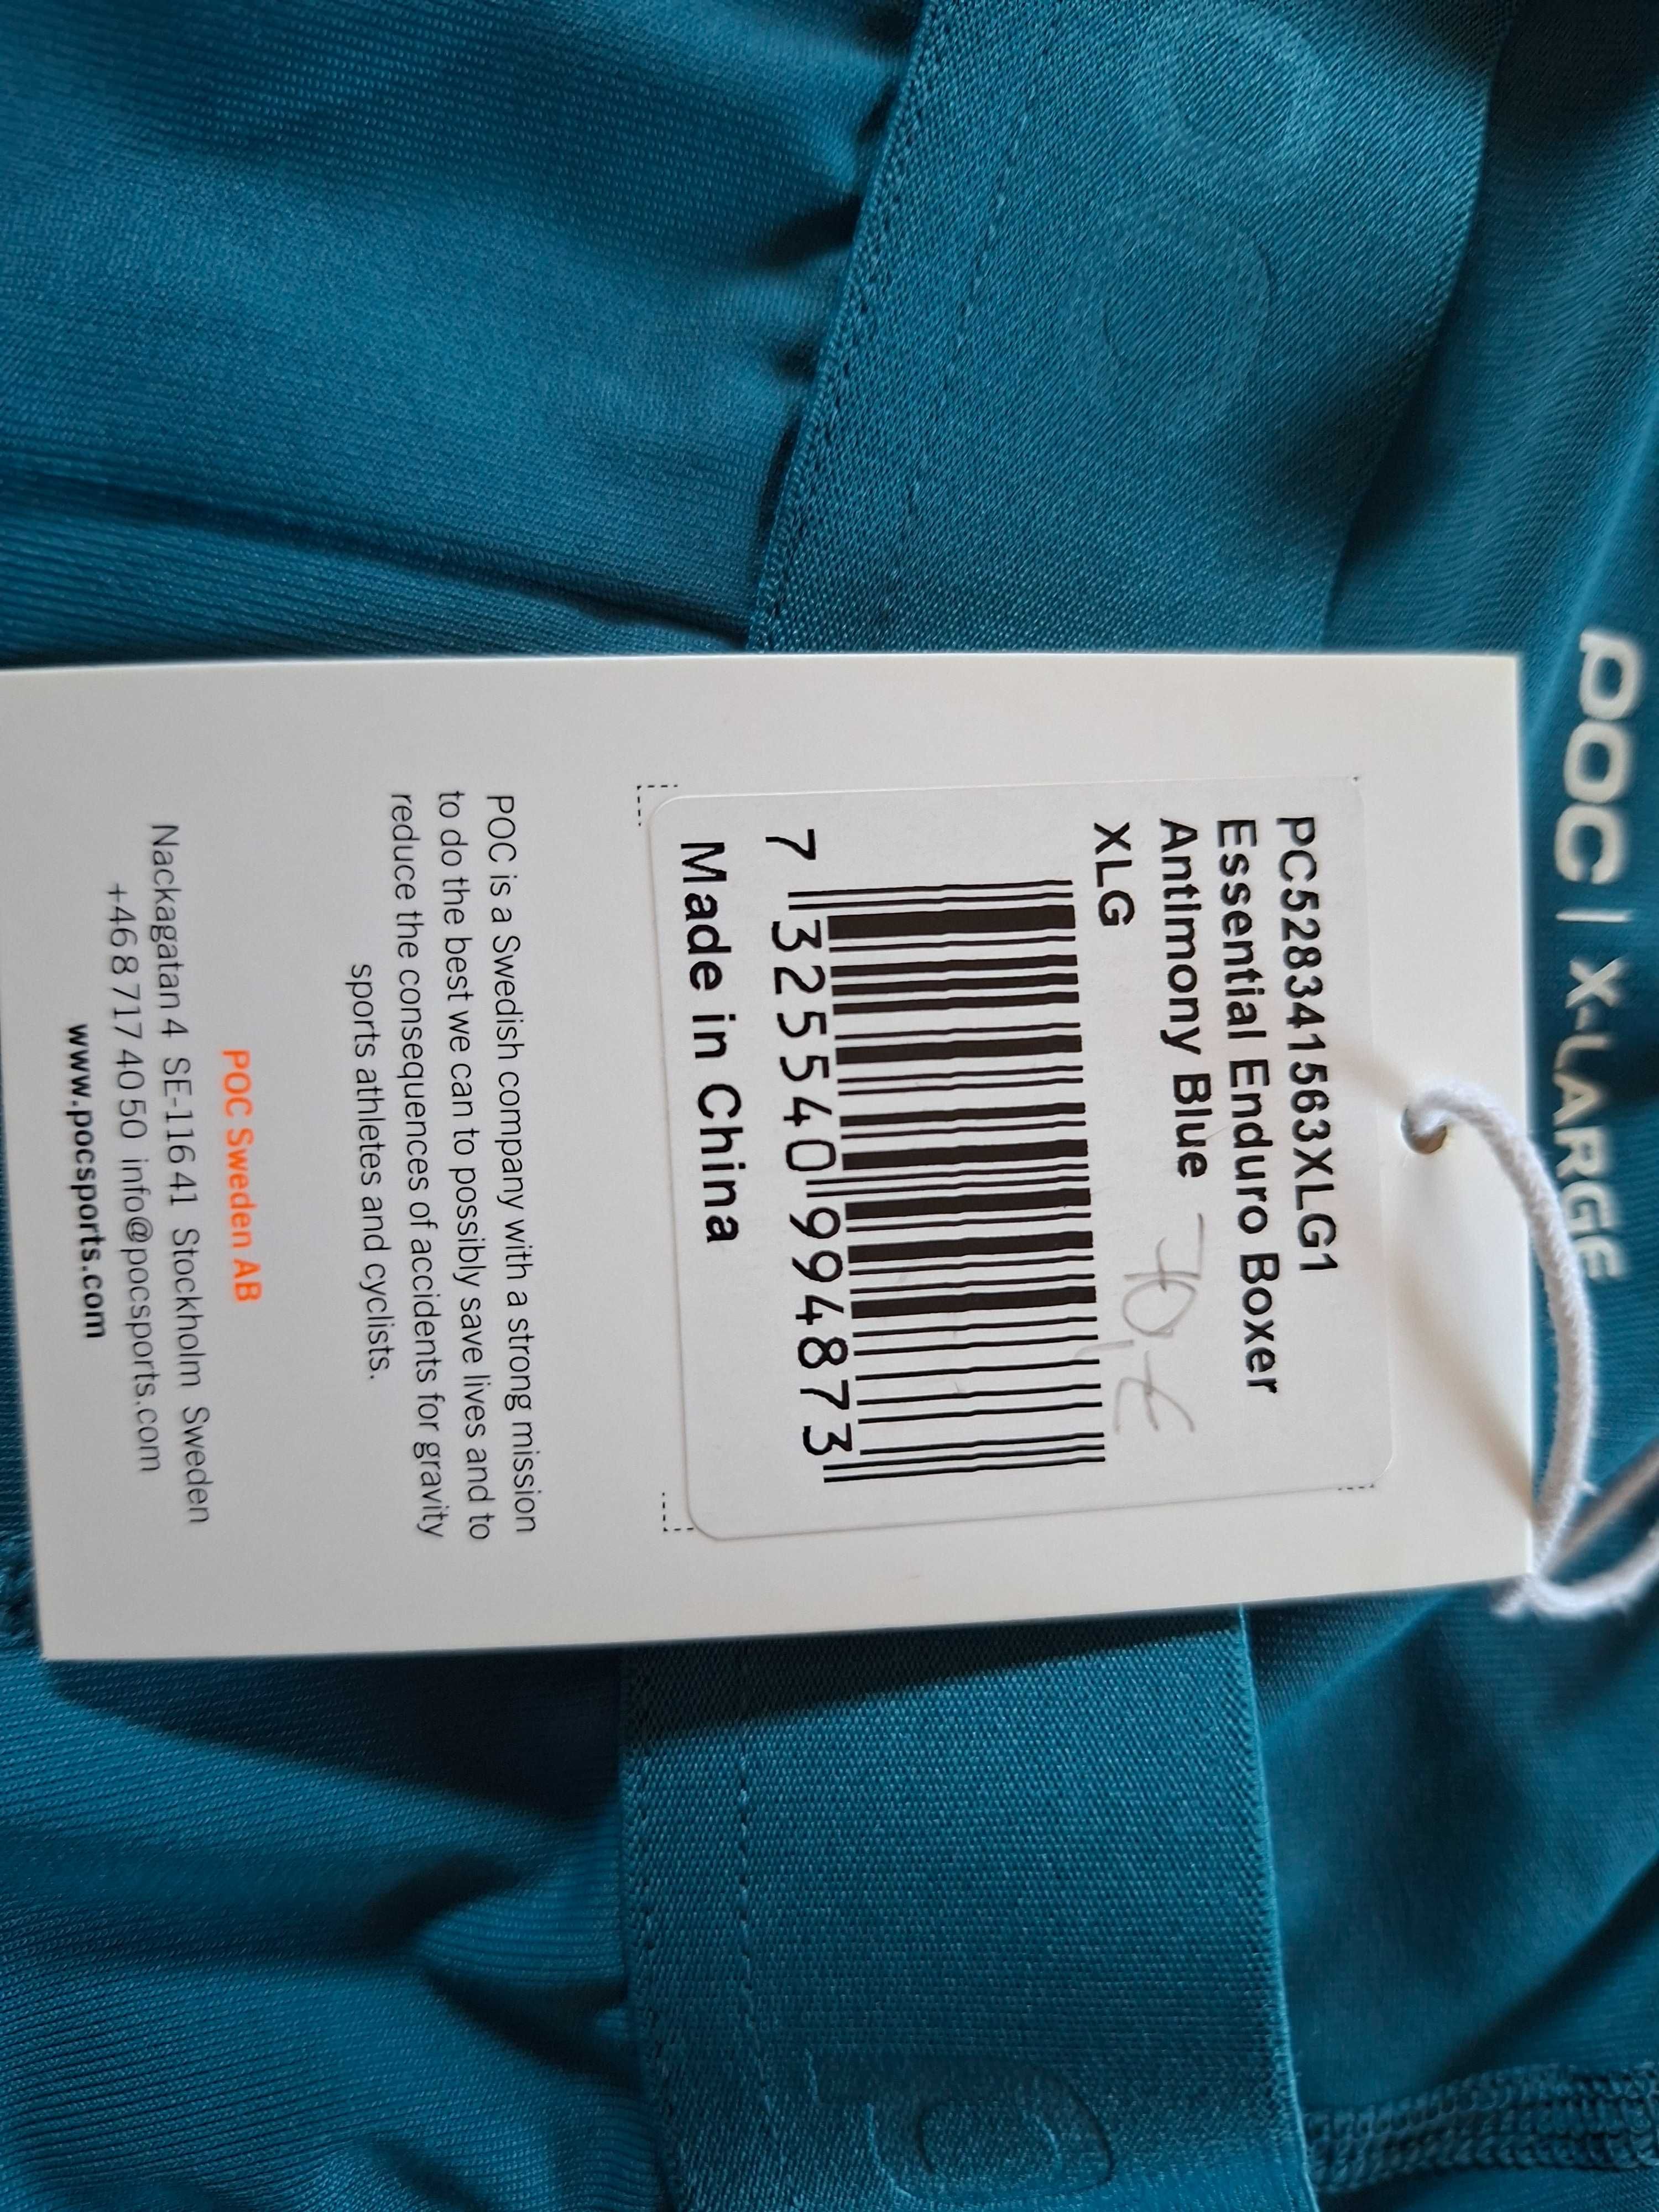 POC | X-LARGE
PC528341563XLG1
Essential Enduro Boxer
Antimony Blue
70,€
XLG
7 325540 994873
Made in China
POC is a Swedish company with a strong mission
to do the best we can to possibly save lives and to
reduce the consequences of accidents for gravity
sports athletes and cyclists.
POC Sweden AB
Nackagatan 4 SE-116 41 Stockholm Sweden
+46 8 717 40 50 info@pocsports.com
www.pocsports.com